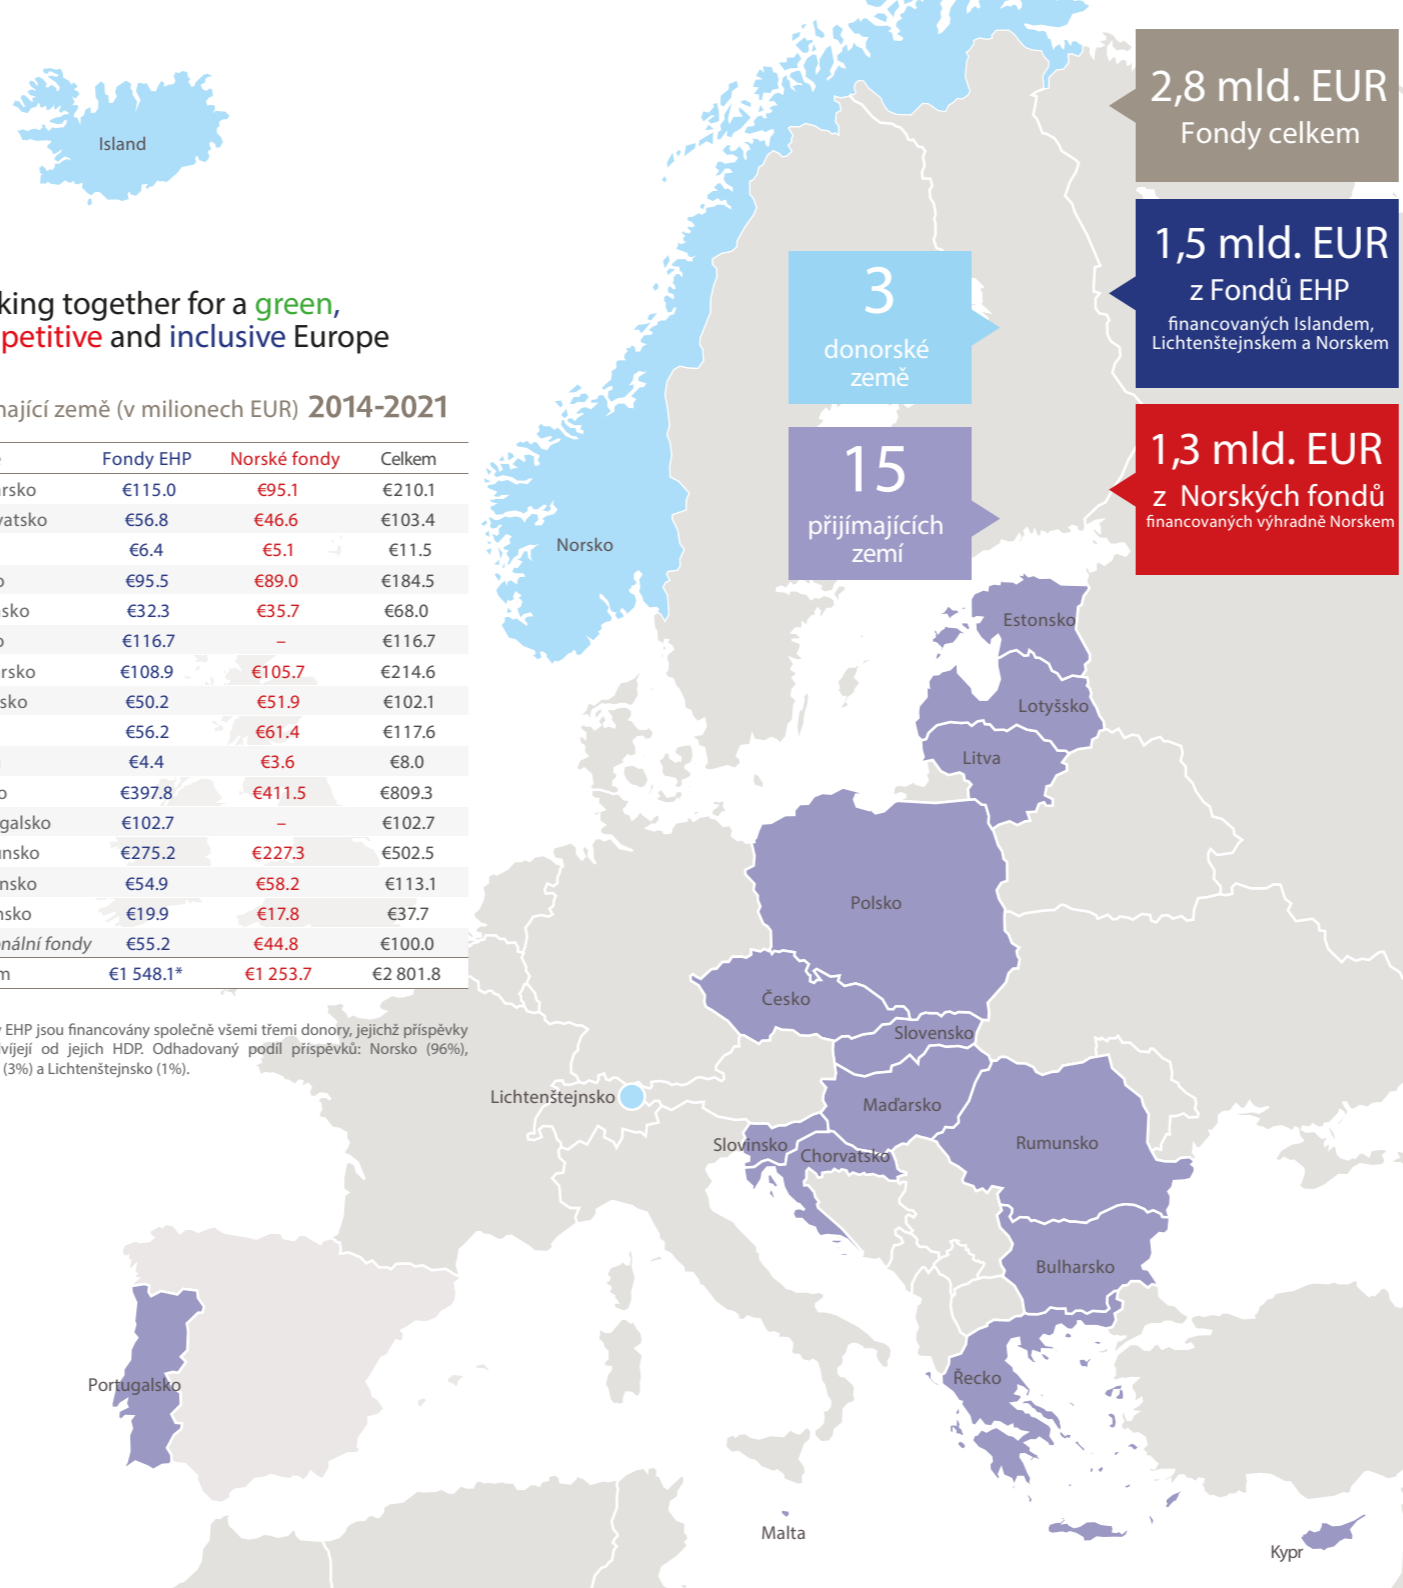 Island
king together for a green,
petitive and inclusive Europe
nající země (v milionech EUR) 2014-2021
Fondy EHP Norské fondy Celkem
rsko €115.0 €95.1 €210.1
vatsko €56.8 €46.6 €103.4
€6.4 €5.1 €11.5
o €95.5 €89.0 €184.5
sko €32.3 €35.7 €68.0
o €116.7 – €116.7
rsko €108.9 €105.7 €214.6
sko €50.2 €51.9 €102.1
€56.2 €61.4 €117.6
€4.4 €3.6 €8.0
o €397.8 €411.5 €809.3
galsko €102.7 – €102.7
unsko €275.2 €227.3 €502.5
nsko €54.9 €58.2 €113.1
nsko €19.9 €17.8 €37.7
nální fondy €55.2 €44.8 €100.0
m €1 548.1* €1 253.7 €2 801.8
y EHP jsou financovány společně všemi třemi donory, jejichž příspěvky
víjejí od jejich HDP. Odhadovaný podíl příspěvků: Norsko (96%),
(3%) a Lichtenštejnsko (1%).
2,8 mld. EUR
Fondy celkem
1,5 mld. EUR
z Fondů EHP
financovaných Islandem,
Lichtenštejnskem a Norskem
3
donorské
země
1,3 mld. EUR
z Norských fondů
financovaných výhradně Norskem
15
přijímajících
zemí
Norsko
Estonsko
Lotyšsko
Litva
Polsko
Česko
Slovensko
Lichtenštejnsko
Maďarsko
Slovinsko
Chorvatsko
Rumunsko
Bulharsko
Řecko
Portugalsko
Malta
Kypr